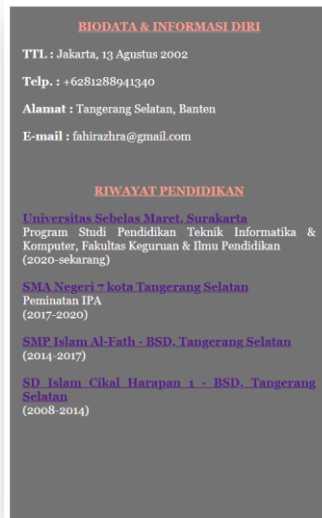 BIODATA & INFORMASI DIRI
TTL : Jakarta, 13 Agustus 2002
Telp. : +6281288941340
Alamat : Tangerang Selatan, Banten
E-mail : fahirazhra@gmail.com
RIWAYAT PENDIDIKAN
Universitas Sebelas Maret, Surakarta
Program Studi Pendidikan Teknik Informatika &
Komputer, Fakultas Keguruan & Ilmu Pendidikan
(2020-sekarang)
SMA Negeri 7 kota Tangerang Selatan
Peminatan IPA
(2017-2020)
SMP Islam Al-Fath - BSD, Tangerang Selatan
(2014-2017)
SD Islam Cikal Harapan 1 - BSD, Tangerang
Selatan
(2008-2014)